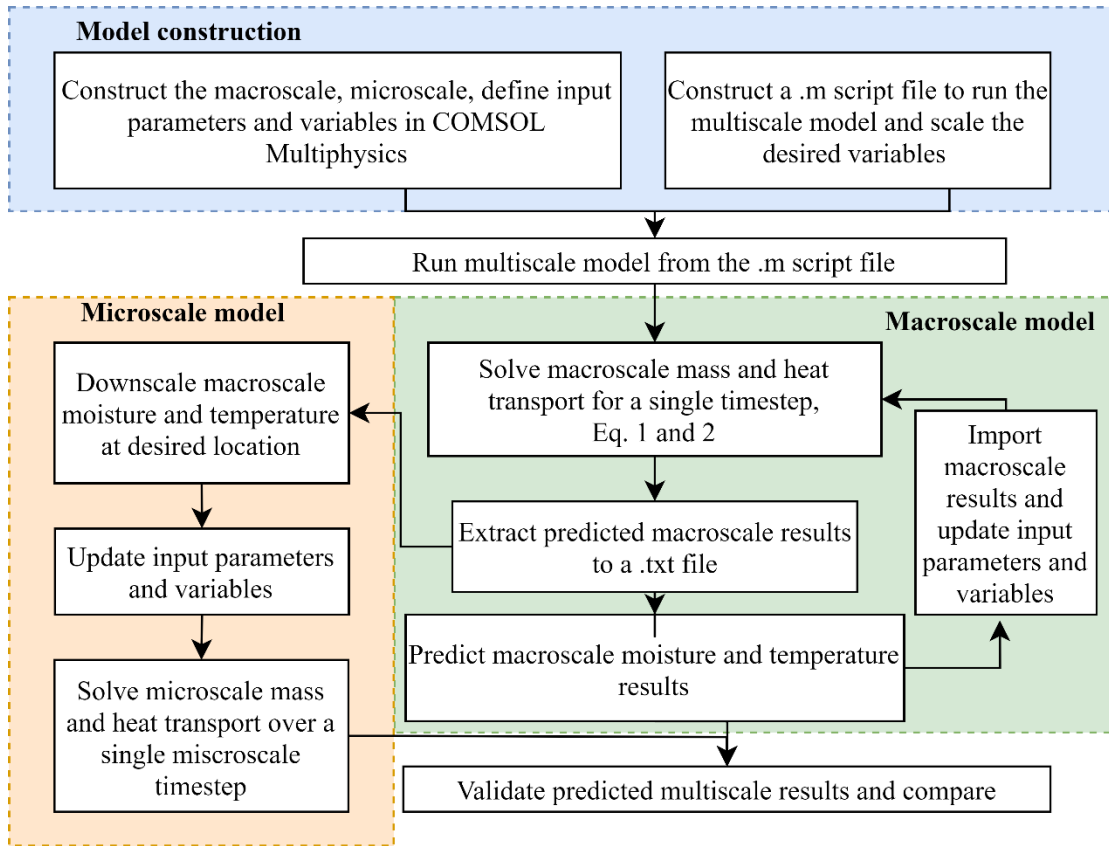 Model construction
Construct the macroscale, microscale, define input
parameters and variables in COMSOL
Multiphysics
Construct a .m script file to run the
multiscale model and scale the
desired variables
Run multiscale model from the .m script file
Microscale model
Downscale macroscale
moisture and temperature
at desired location
Update input parameters
and variables
Solve microscale mass
and heat transport over a
single miscroscale
timestep
Macroscale model
Solve macroscale mass and heat
transport for a single timestep,
Eq. 1 and 2
Extract predicted macroscale results
to a .txt file
Predict macroscale moisture and temperature
results
Import
macroscale
results and
update input
parameters and
variables
Validate predicted multiscale results and compare